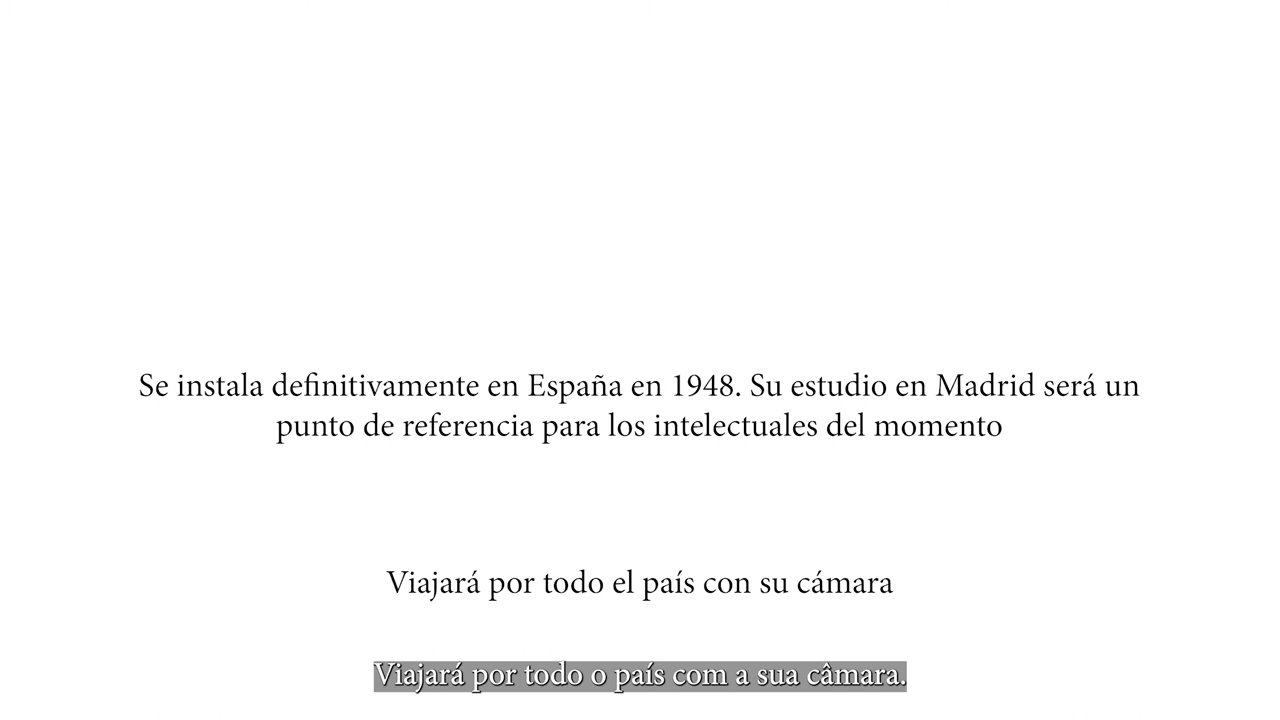 Se instala definitivamente en España en 1948. Su estudio en Madrid será un
punto de referencia para los intelectuales del momento
Viajará por todo el país con su cámara
Viajará por todo o país com a sua câmara.